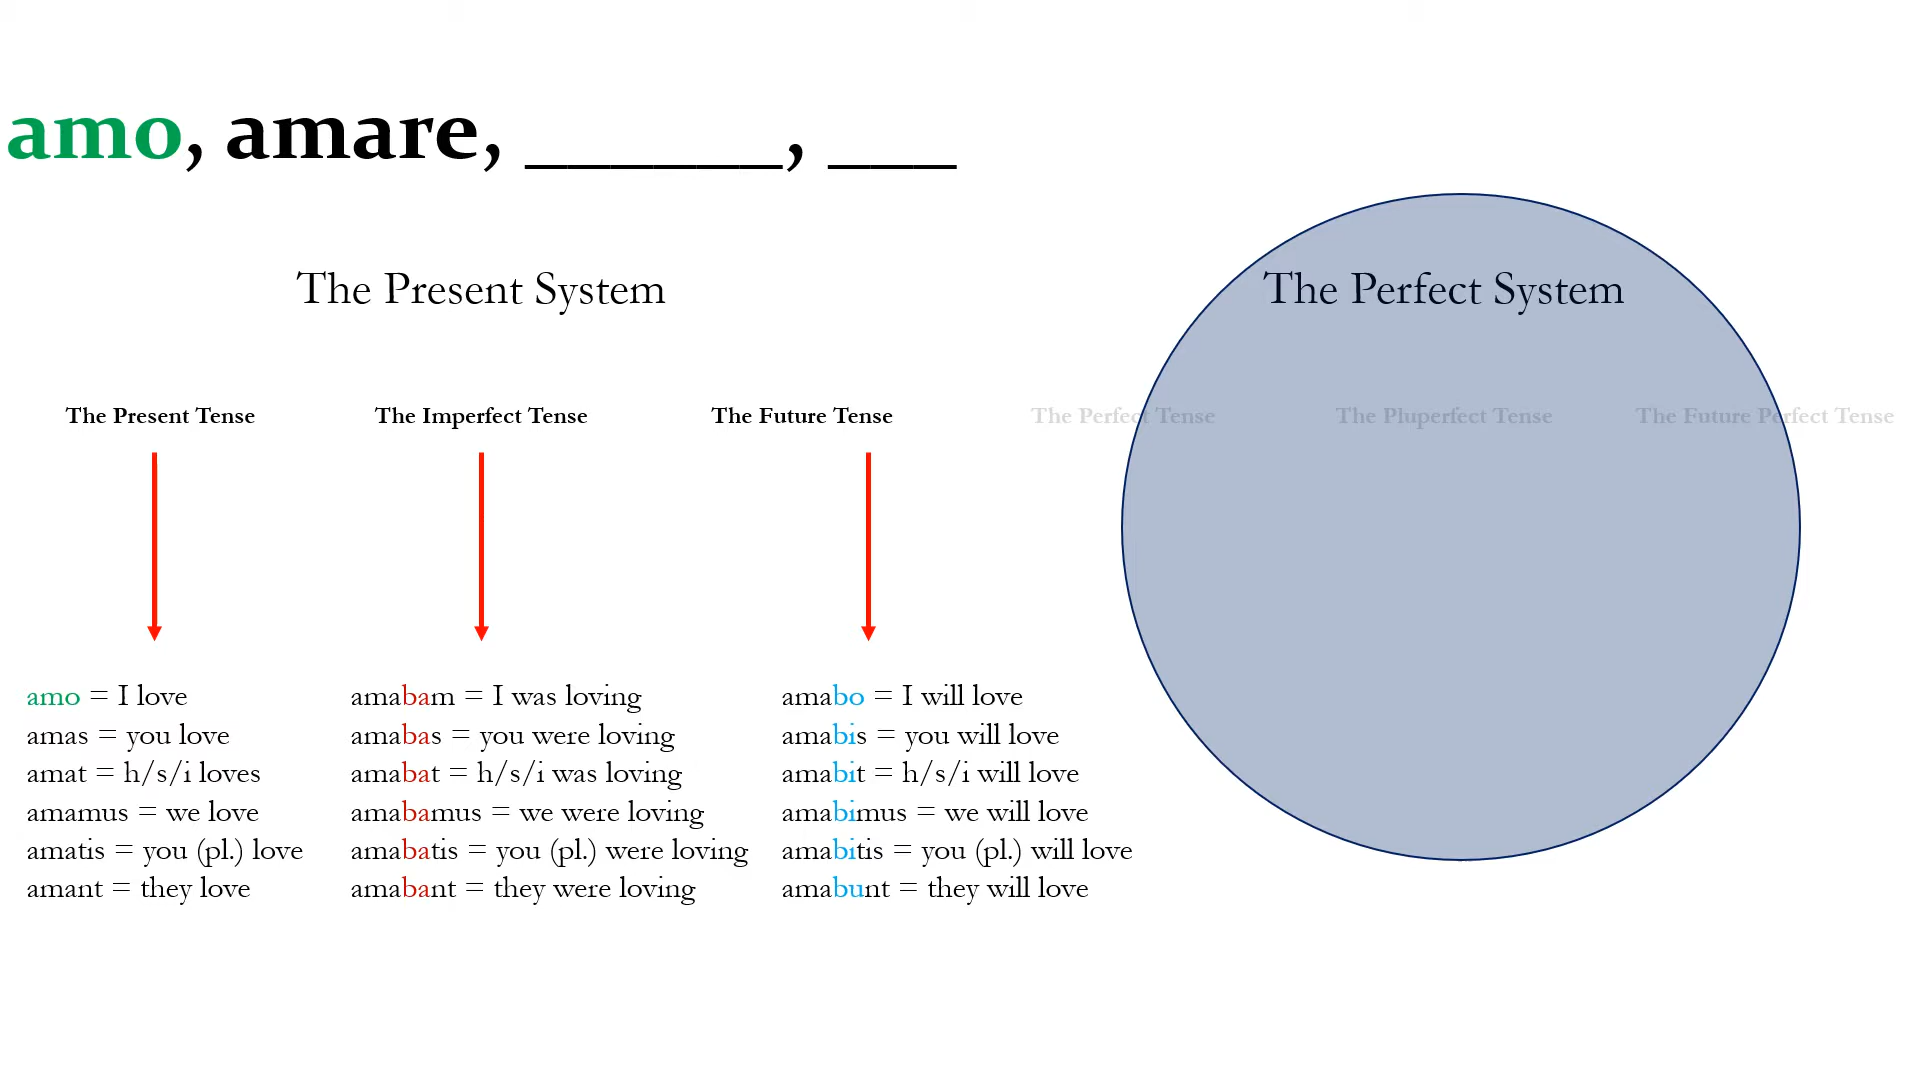 amo, amare, ______, ___
The Present System
The Perfect System
The Present Tense
The Imperfect Tense
The Future Tense
The Perfect Tense
The Pluperfect Tense
The Future Perfect Tense
amo = I love
amas = you love
amat = h/s/i loves
amamus = we love
amatis = you (pl.) love
amant = they love
amabam = I was loving
amabas = you were loving
amabat = h/s/i was loving
amabamus = we were loving
amabatis = you (pl.) were loving
amabant = they were loving
amabo = I will love
amabis = you will love
amabit = h/s/i will love
amabimus = we will love
amabitis = you (pl.) will love
amabunt = they will love